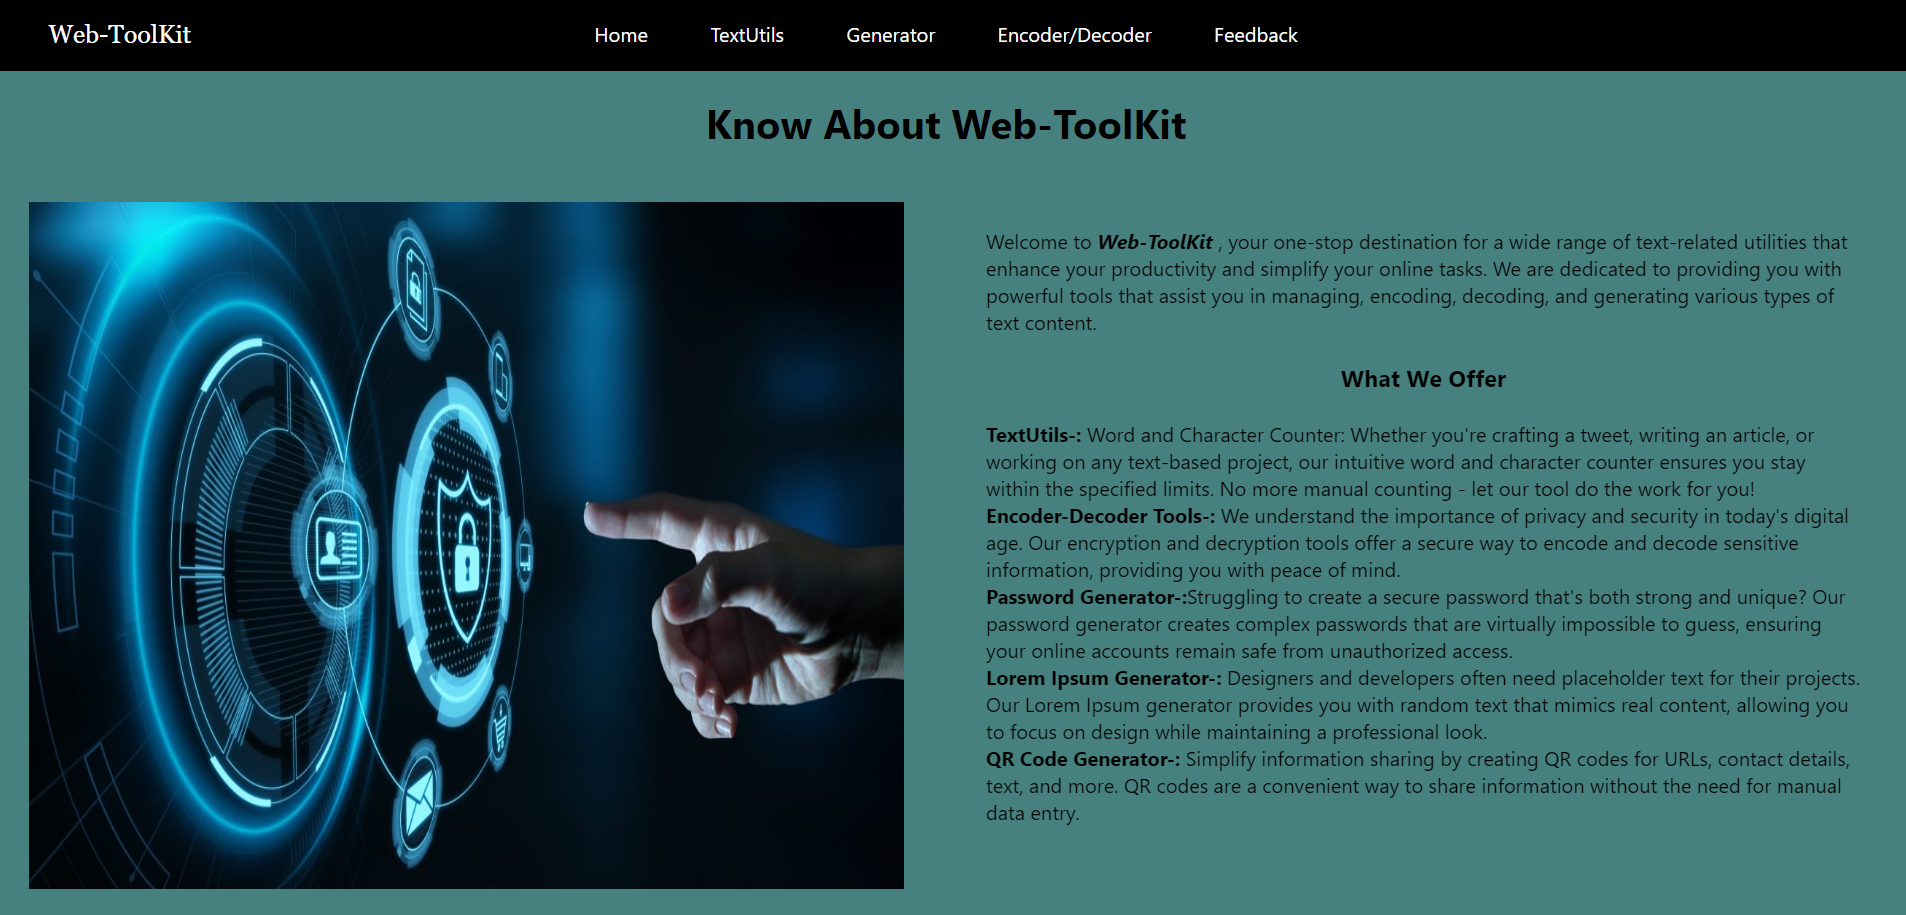 Web-ToolKit
Home
TextUtils
Generator
Encoder/Decoder
Feedback
Know About Web-ToolKit
Welcome to Web-ToolKit , your one-stop destination for a wide range of text-related utilities that
enhance your productivity and simplify your online tasks. We are dedicated to providing you with
powerful tools that assist you in managing, encoding, decoding, and generating various types of
text content.
What We Offer
TextUtils-: Word and Character Counter: Whether you're crafting a tweet, writing an article, or
working on any text-based project, our intuitive word and character counter ensures you stay
within the specified limits. No more manual counting - let our tool do the work for you!
Encoder-Decoder Tools-: We understand the importance of privacy and security in today's digital
age. Our encryption and decryption tools offer a secure way to encode and decode sensitive
information, providing you with peace of mind.
Password Generator-:Struggling to create a secure password that's both strong and unique? Our
password generator creates complex passwords that are virtually impossible to guess, ensuring
your online accounts remain safe from unauthorized access.
Lorem Ipsum Generator-: Designers and developers often need placeholder text for their projects.
Our Lorem Ipsum generator provides you with random text that mimics real content, allowing you
to focus on design while maintaining a professional look.
QR Code Generator-: Simplify information sharing by creating QR codes for URLs, contact details,
text, and more. QR codes are a convenient way to share information without the need for manual
data entry.